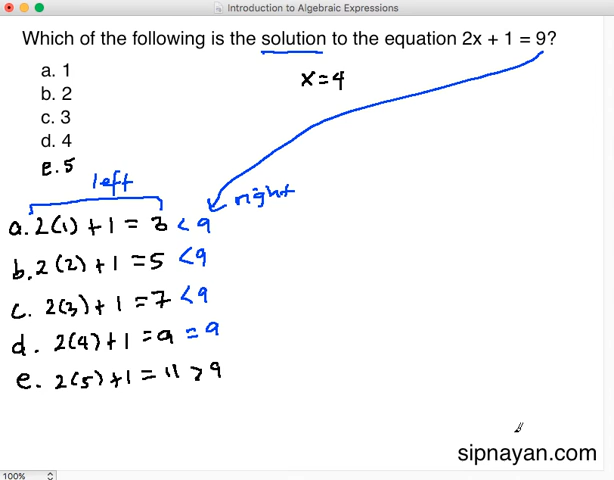 Introduction to Algebraic Expressions
Which of the following is the solution to the equation 2x + 1 = 9?
a. 1
x=4
b. 2
c. 3
d. 4
e. 5
left
right
a. 2(1) + 1 = 3 < 9
b. 2(2) + 1 = 5 < 9
c. 2(3) + 1 = 7 < 9
d. 2(4) + 1 = 9 = 9
e. 2(5) + 1 = 11 > 9
sipnayan.com
100%